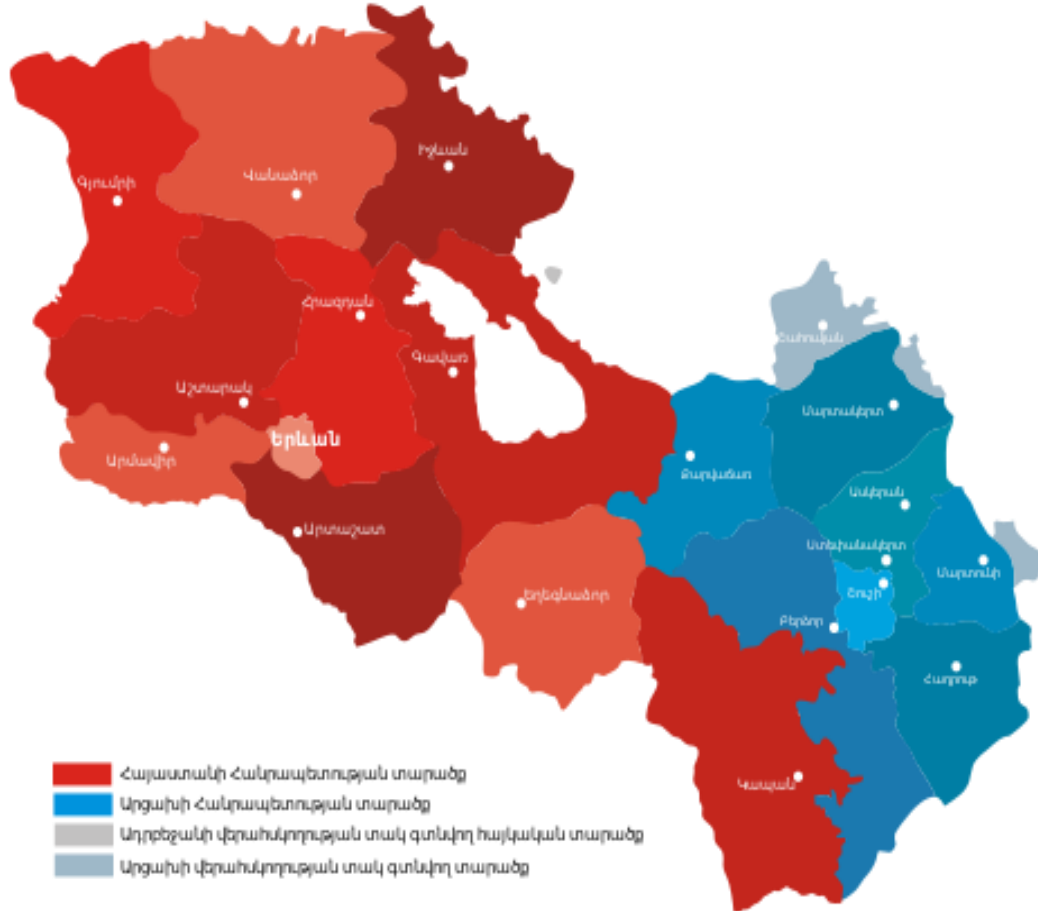 Իջևան
Վանաձոր
Գյումրի
Հրազդան
Շահումյան
Գավառ
Աշտարակ
Մարտակերտ
Երևան
Արմավիր
Քարվաճառ
Ասկերան
Արտաշատ
Ստեփանակերտ
Մարտունի
Եղեգնաձոր
Շուշի
Բերձոր
Հադրութ
Կապան
Հայաստանի Հանրապետության տարածք
Արցախի Հանրապետության տարածք
Ադրբեջանի վերահսկողության տակ գտնվող հայկական տարածք
Արցախի վերահսկողության տակ գտնվող տարածք